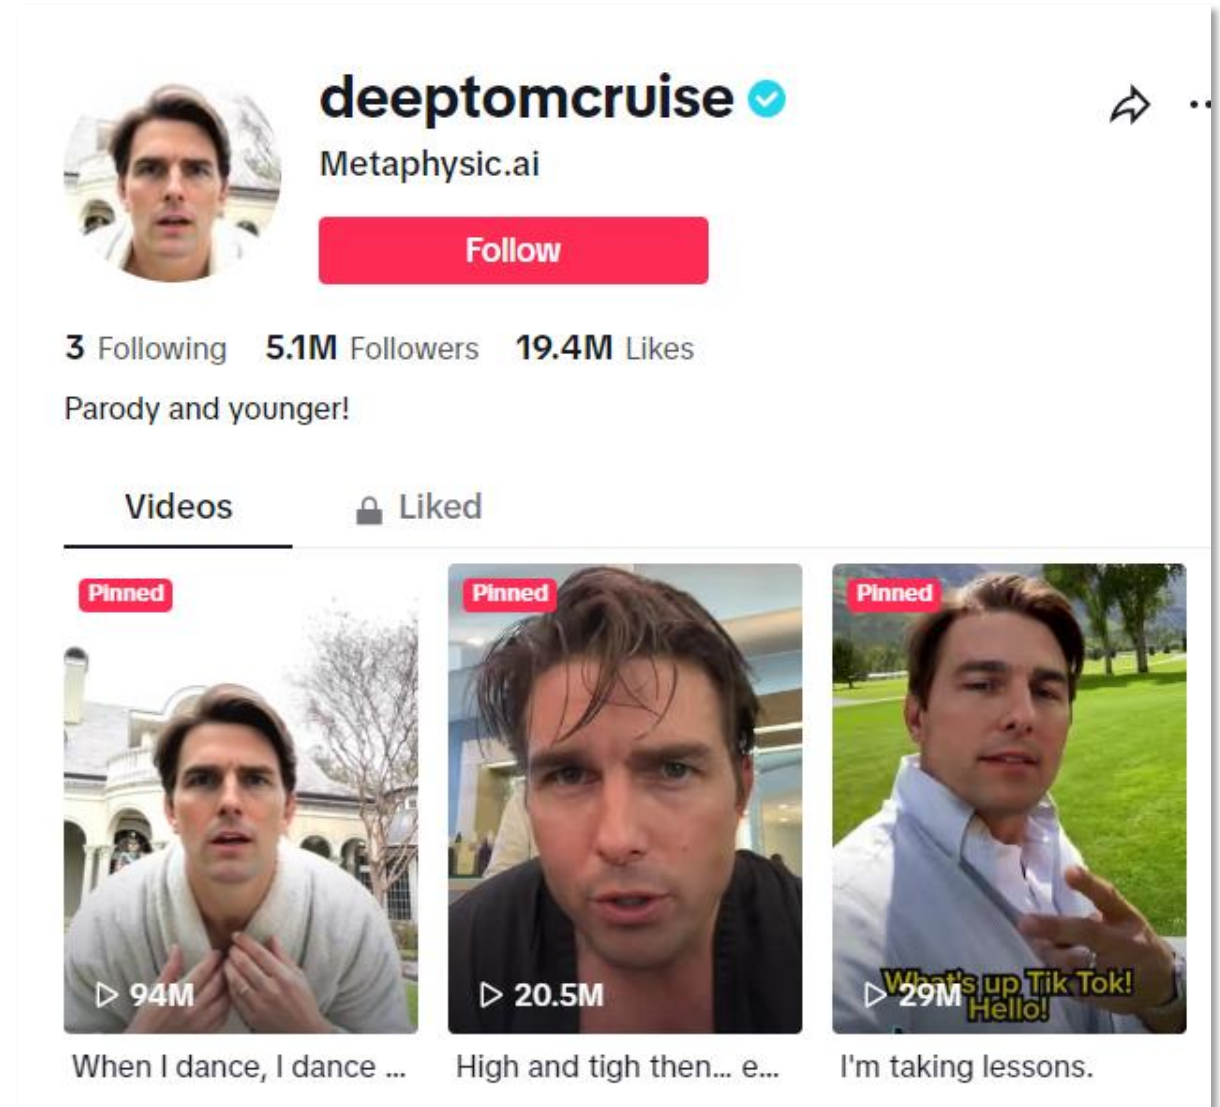 deeptomcruise
Metaphysic.ai
Follow
3 Following 5.1M Followers 19.4M Likes
Parody and younger!
Videos Liked
Pinned Pinned Pinned
What's up Tik Tok!
Hello!
94M 20.5M 29M
When I dance, I dance ... High and tigh then... e... I'm taking lessons.